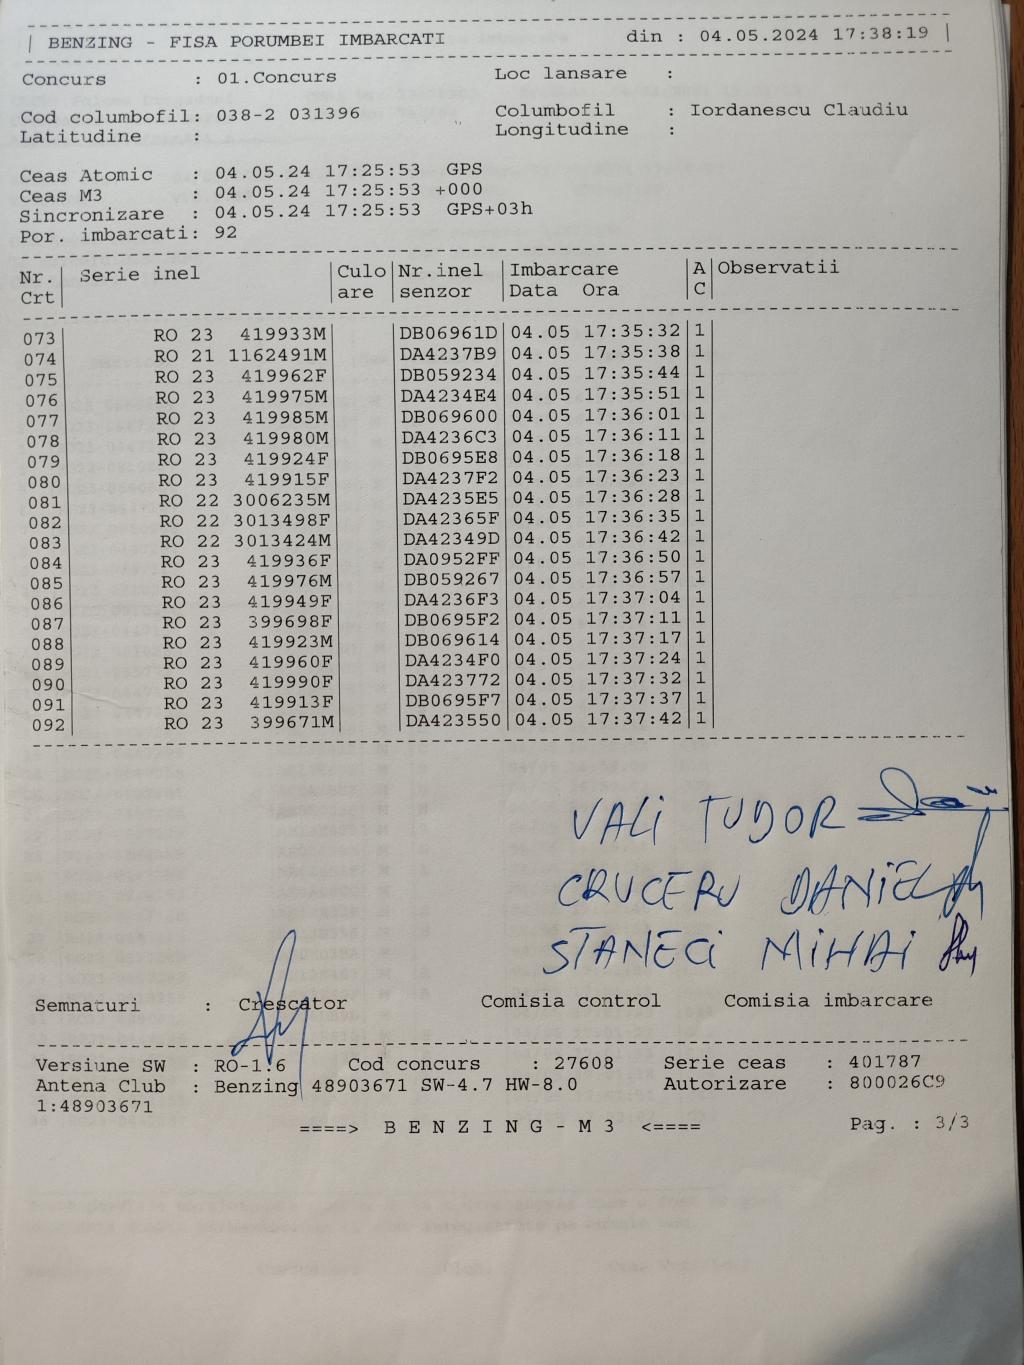 | BENZING - FISA PORUMBEI IMBARCATI din : 04.05.2024 17:38:19 |
Concurs : 01.Concurs Loc lansare :
Cod columbofil: 038-2 031396 Columbofil : Iordanescu Claudiu
Latitudine : Longitudine :
Ceas Atomic : 04.05.24 17:25:53 GPS
Ceas M3 : 04.05.24 17:25:53 +000
Sincronizare : 04.05.24 17:25:53 GPS+03h
Por. imbarcati: 92
Nr. | Serie inel | Culo | Nr.inel | Imbarcare | A | Observatii
Crt | | are | senzor | Data Ora | C |
073 | RO 23 419933M | | DB06961D | 04.05 17:35:32 | 1 |
074 | RO 21 1162491M | | DA4237B9 | 04.05 17:35:38 | 1 |
075 | RO 23 419962F | | DB059234 | 04.05 17:35:44 | 1 |
076 | RO 23 419975M | | DA4234E4 | 04.05 17:35:51 | 1 |
077 | RO 23 419985M | | DB069600 | 04.05 17:36:01 | 1 |
078 | RO 23 419980M | | DA4236C3 | 04.05 17:36:11 | 1 |
079 | RO 23 419924F | | DB0695E8 | 04.05 17:36:18 | 1 |
080 | RO 23 419915F | | DA4237F2 | 04.05 17:36:23 | 1 |
081 | RO 22 3006235M | | DA4235E5 | 04.05 17:36:28 | 1 |
082 | RO 22 3013498F | | DA42365F | 04.05 17:36:35 | 1 |
083 | RO 22 3013424M | | DA42349D | 04.05 17:36:42 | 1 |
084 | RO 23 419936F | | DA0952FF | 04.05 17:36:50 | 1 |
085 | RO 23 419976M | | DB059267 | 04.05 17:36:57 | 1 |
086 | RO 23 419949F | | DA4236F3 | 04.05 17:37:04 | 1 |
087 | RO 23 399698F | | DB0695F2 | 04.05 17:37:11 | 1 |
088 | RO 23 419923M | | DB069614 | 04.05 17:37:17 | 1 |
089 | RO 23 419960F | | DA4234F0 | 04.05 17:37:24 | 1 |
090 | RO 23 419990F | | DA423772 | 04.05 17:37:32 | 1 |
091 | RO 23 419913F | | DB0695F7 | 04.05 17:37:37 | 1 |
092 | RO 23 399671M | | DA423550 | 04.05 17:37:42 | 1 |
VALI TUDOR
CRUCERU DANIEL
STANECI MIHAI
Semnaturi : Crescator Comisia control Comisia imbarcare
Versiune SW : RO-1.6 Cod concurs : 27608 Serie ceas : 401787
Antena Club : Benzing 48903671 SW-4.7 HW-8.0 Autorizare : 800026C9
1:48903671
====> B E N Z I N G - M 3 <==== Pag. : 3/3